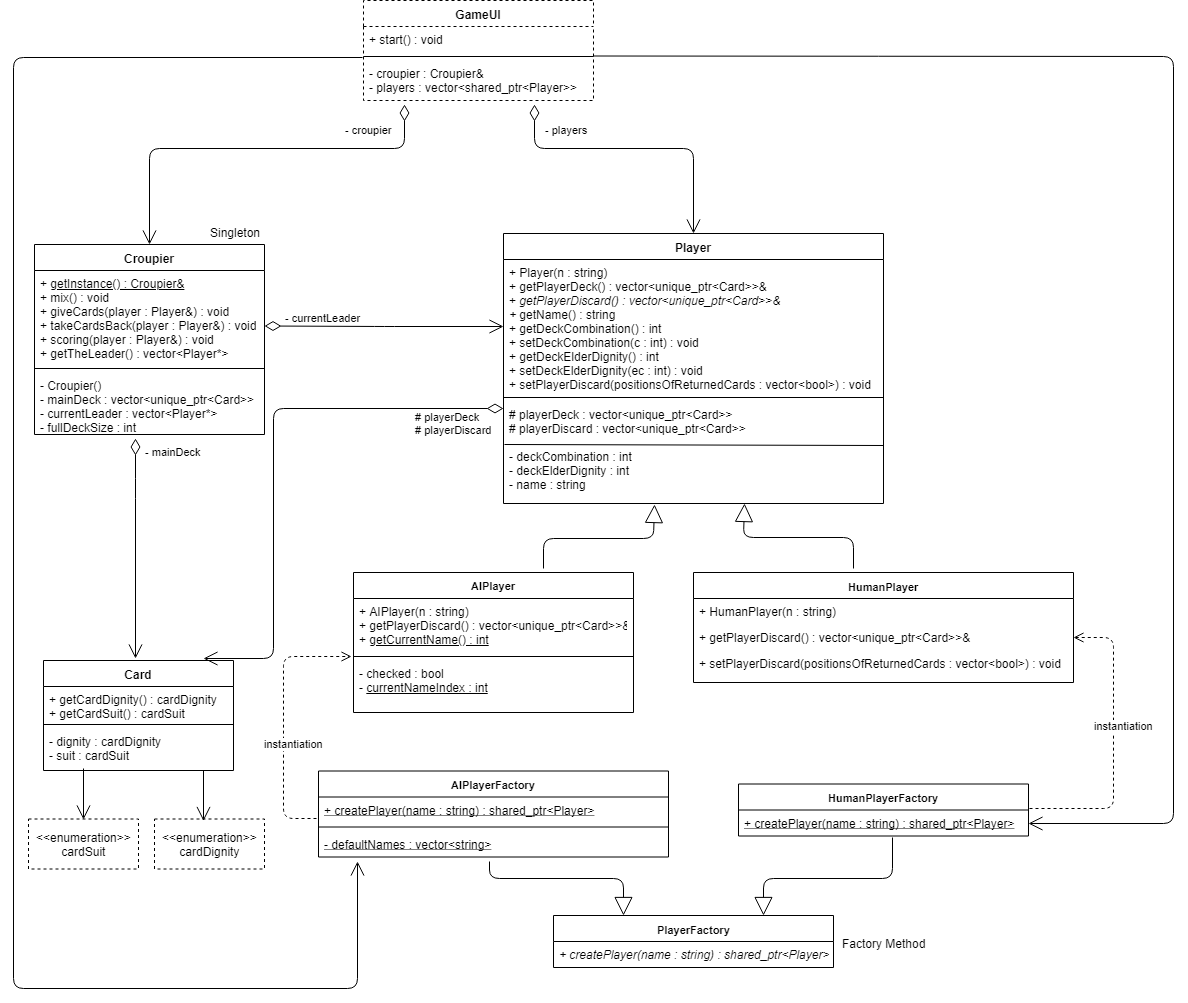 GameUI
+ start() : void
- croupier : Croupier&
- players : vector<shared_ptr<Player>>
- croupier
- players
Singleton
Croupier
+ getInstance() : Croupier&
+ mix() : void
+ giveCards(player : Player&) : void
+ takeCardsBack(player : Player&) : void
+ scoring(player : Player&) : void
+ getTheLeader() : vector<Player*>
- Croupier()
- mainDeck : vector<unique_ptr<Card>>
- currentLeader : vector<Player*>
- fullDeckSize : int
- currentLeader
- mainDeck
Player
+ Player(n : string)
+ getPlayerDeck() : vector<unique_ptr<Card>>&
+ getPlayerDiscard() : vector<unique_ptr<Card>>&
+ getName() : string
+ getDeckCombination() : int
+ setDeckCombination(c : int) : void
+ getDeckElderDignity() : int
+ setDeckElderDignity(ec : int) : void
+ setPlayerDiscard(positionsOfReturnedCards : vector<bool>) : void
# playerDeck : vector<unique_ptr<Card>>
# playerDiscard : vector<unique_ptr<Card>>
- deckCombination : int
- deckElderDignity : int
- name : string
# playerDeck
# playerDiscard
AIPlayer
+ AIPlayer(n : string)
+ getPlayerDiscard() : vector<unique_ptr<Card>>&
+ getCurrentName() : int
- checked : bool
- currentNameIndex : int
HumanPlayer
+ HumanPlayer(n : string)
+ getPlayerDiscard() : vector<unique_ptr<Card>>&
+ setPlayerDiscard(positionsOfReturnedCards : vector<bool>) : void
Card
+ getCardDignity() : cardDignity
+ getCardSuit() : cardSuit
- dignity : cardDignity
- suit : cardSuit
<<enumeration>>
cardSuit
<<enumeration>>
cardDignity
instantiation
instantiation
AIPlayerFactory
+ createPlayer(name : string) : shared_ptr<Player>
- defaultNames : vector<string>
HumanPlayerFactory
+ createPlayer(name : string) : shared_ptr<Player>
PlayerFactory
+ createPlayer(name : string) : shared_ptr<Player>
Factory Method